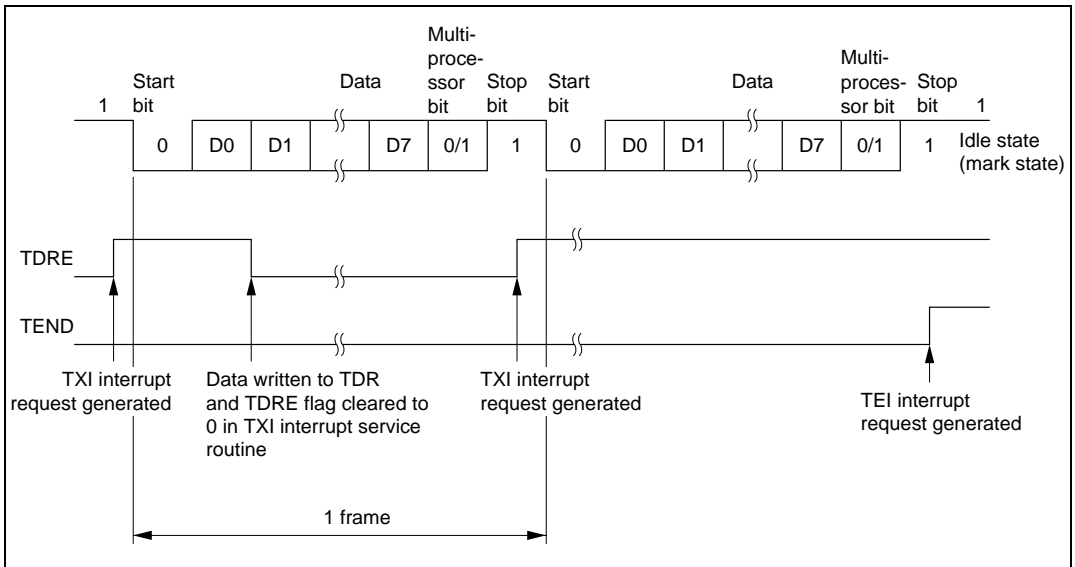 1
Start
bit
Data
Multi-
proce-
ssor
bit
Stop
bit
Start
bit
Data
Multi-
proces-
sor bit
Stop
bit
1
0
D0
D1
D7
0/1
1
0
D0
D1
D7
0/1
1
Idle state
(mark state)
TDRE
TEND
TXI interrupt
request generated
Data written to TDR
and TDRE flag cleared to
0 in TXI interrupt service
routine
TXI interrupt
request generated
TEI interrupt
request generated
1 frame